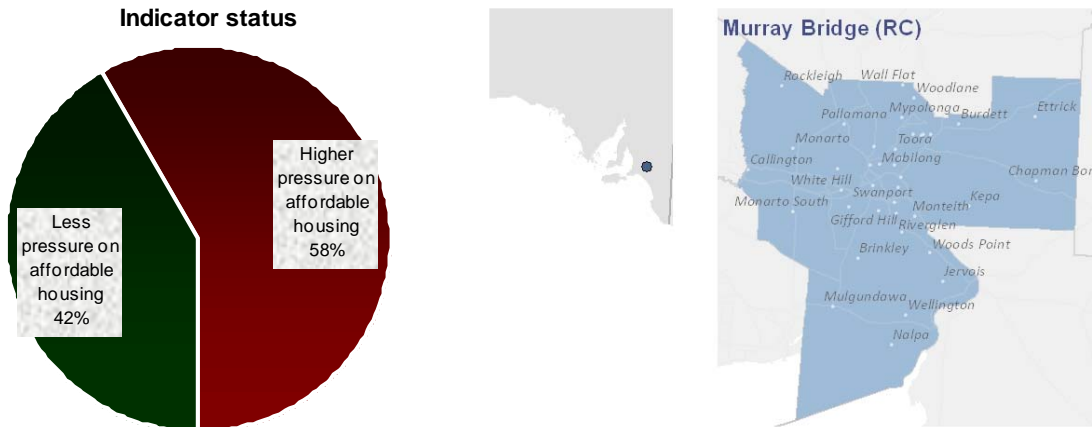 Indicator status
Higher
pressure on
affordable
housing
58%
Less
pressure on
affordable
housing
42%
Murray Bridge (RC)
Rockleigh
Wall Flat
Woodlane
Pallamana
Mypolonga
Burdett
Ettrick
Monarto
Toora
Callington
Mobilong
White Hill
Chapman Bor
Monarto South
Swanport
Monteith
Kepa
Gifford Hill
Riverglen
Brinkley
Woods Point
Jervois
Mulgundawa
Wellington
Nalpa